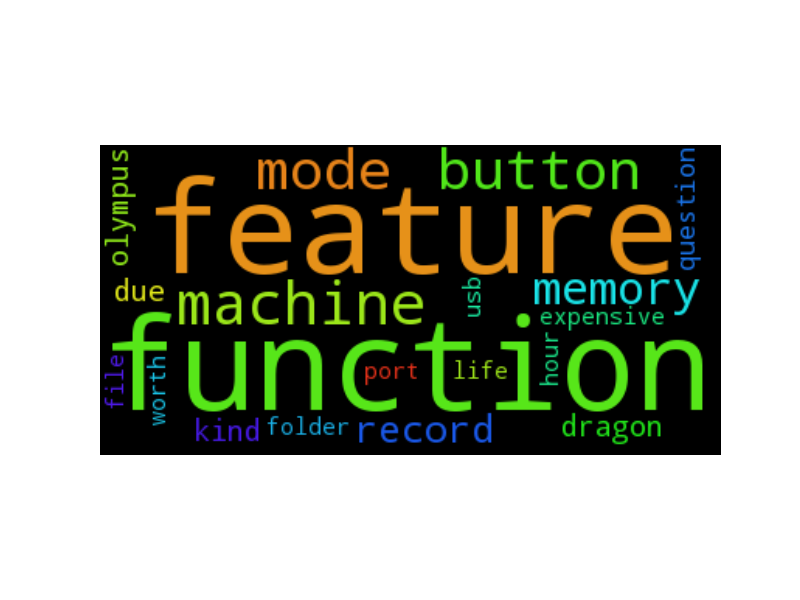 olympus
mode
button
question
feature
due
machine
usb
memory
expensive
function
file
worth
port
life
hour
kind
folder
record
dragon